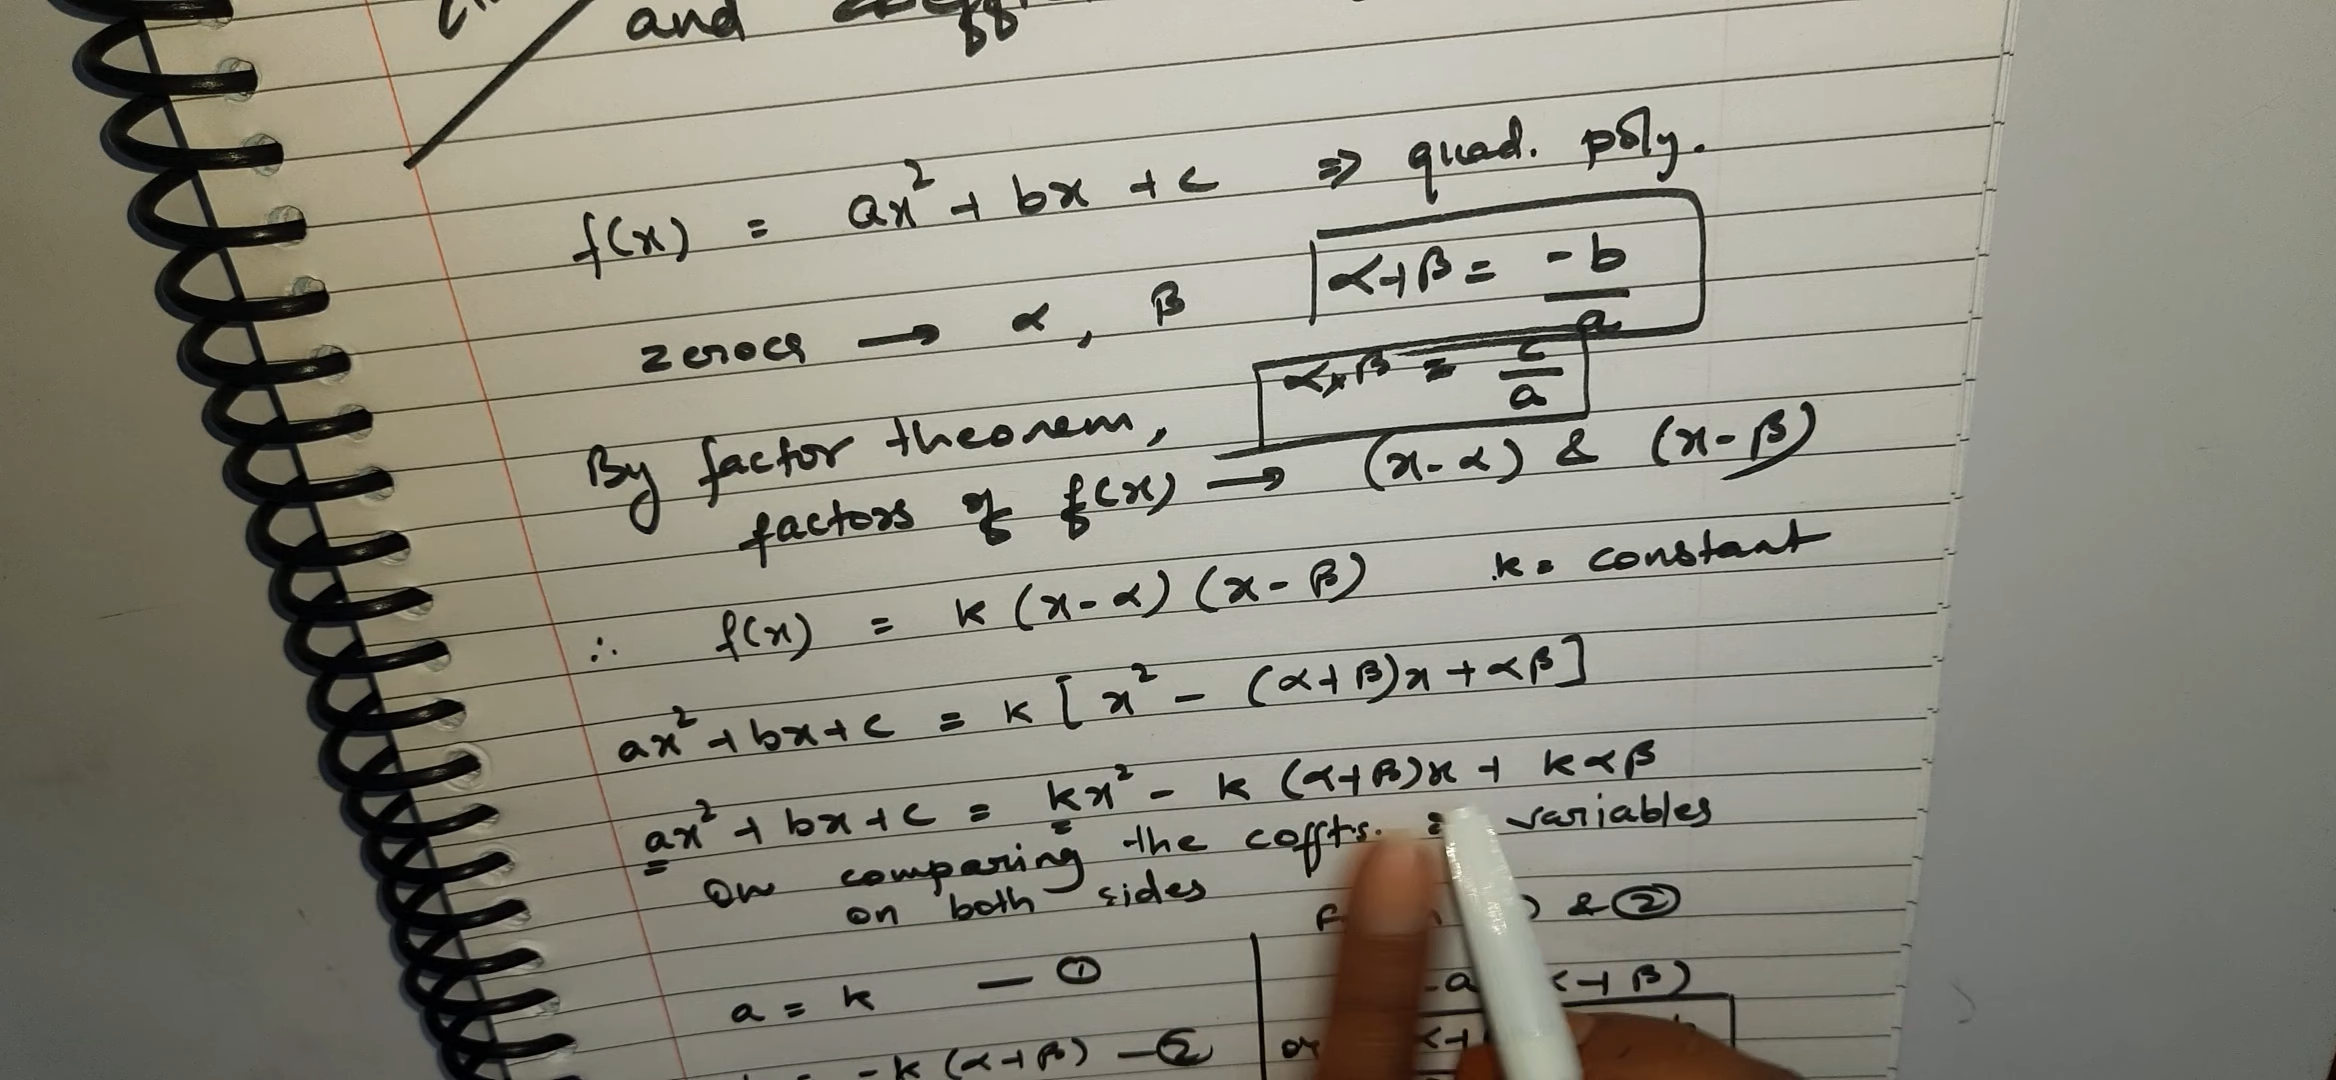 and
f(x) = ax² + bx + c ⇒ quad. poly.
zeroes → α, β
α+β = -b/a
α×β = c/a
By factor theorem,
factors of f(x) → (x-α) & (x-β)
∴ f(x) = k (x-α) (x-β) k = constant
ax²+bx+c = k [x² - (α+β)x + αβ]
ax²+bx+c = kx² - k (α+β)x + kαβ
On comparing the coffts. variables
on both sides
& ②
a = k — ①
= -k (α+β) — ②
-a +β)
or